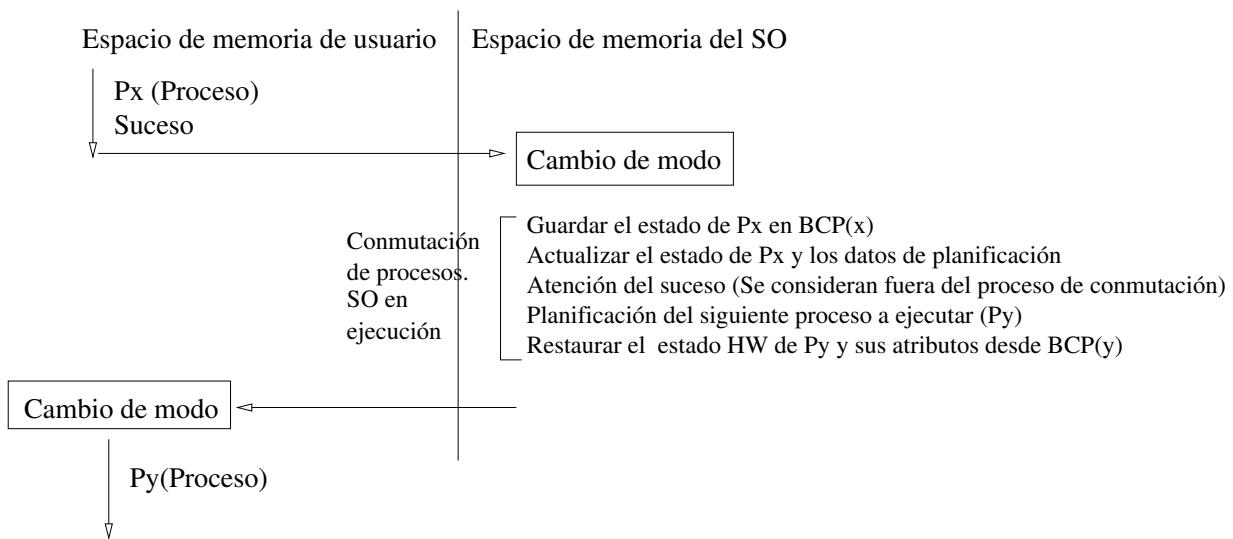 Espacio de memoria de usuario
Espacio de memoria del SO
Px (Proceso)
Suceso
Cambio de modo
Conmutación
de procesos.
SO en
ejecución
Guardar el estado de Px en BCP(x)
Actualizar el estado de Px y los datos de planificación
Atención del suceso (Se consideran fuera del proceso de conmutación)
Planificación del siguiente proceso a ejecutar (Py)
Restaurar el estado HW de Py y sus atributos desde BCP(y)
Cambio de modo
Py(Proceso)